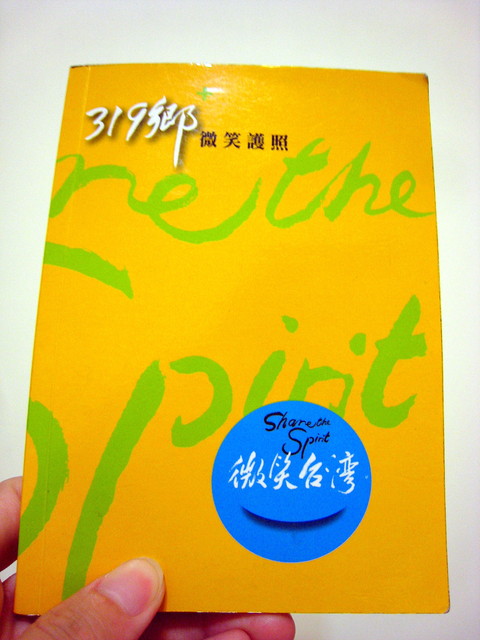 319鄉
微笑護照
re the
Spirit
Share the
Spirit
微笑台灣